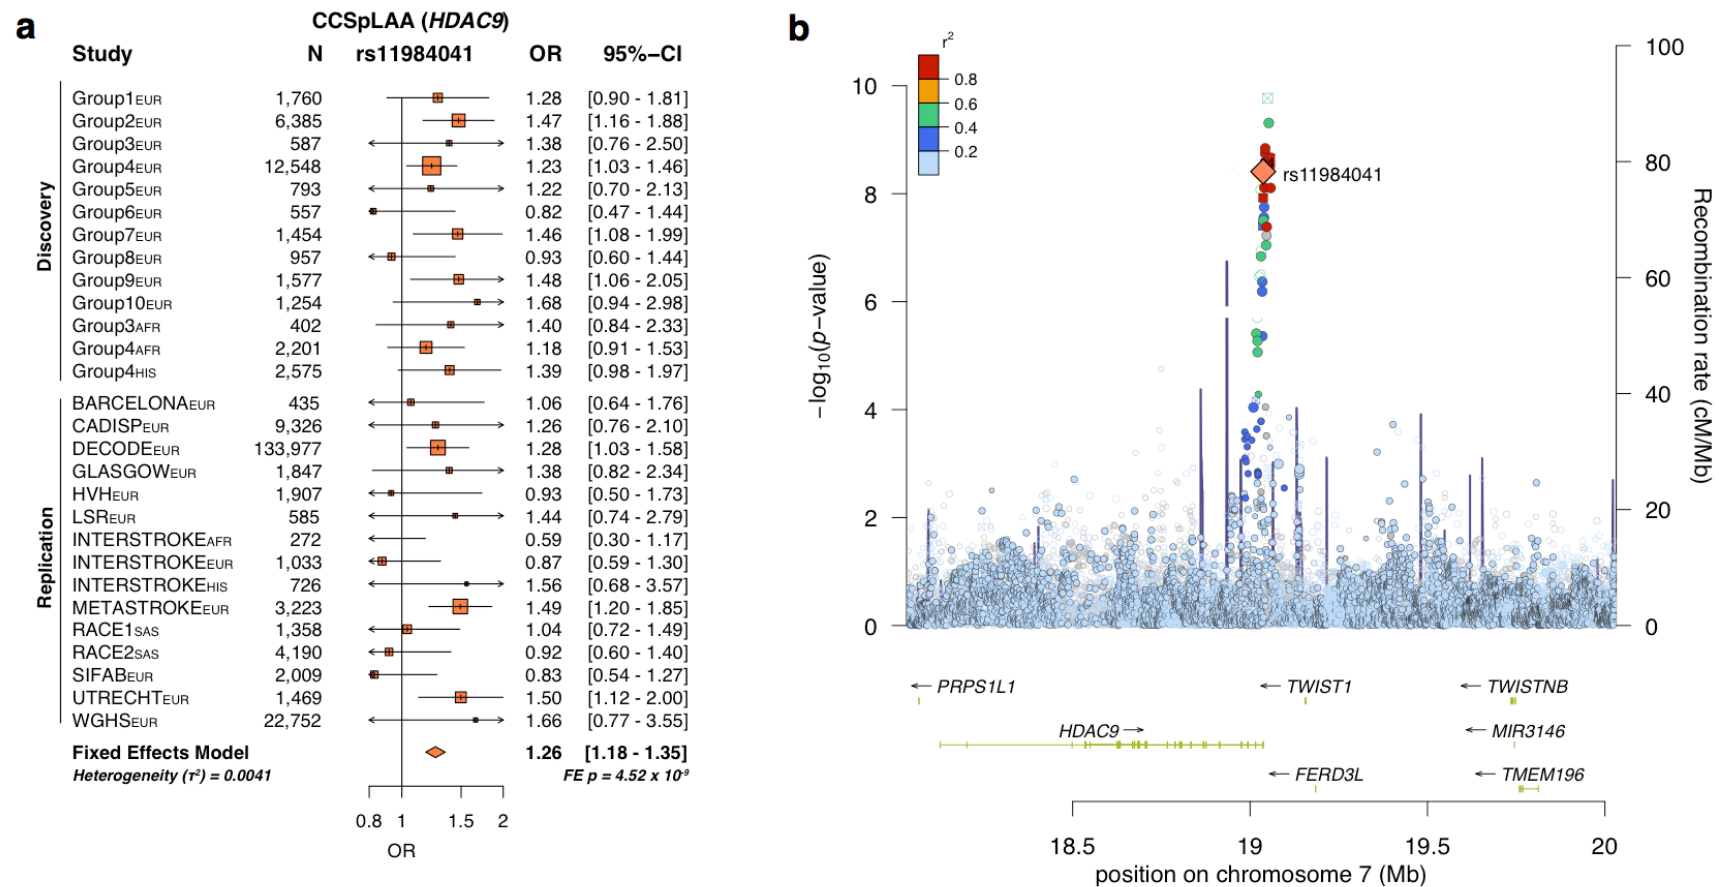 a
CCSpLAA (HDAC9)
Study N rs11984041 OR 95%−CI
Discovery
Group1EUR 1,760 1.28 [0.90 - 1.81]
Group2EUR 6,385 1.47 [1.16 - 1.88]
Group3EUR 587 1.38 [0.76 - 2.50]
Group4EUR 12,548 1.23 [1.03 - 1.46]
Group5EUR 793 1.22 [0.70 - 2.13]
Group6EUR 557 0.82 [0.47 - 1.44]
Group7EUR 1,454 1.46 [1.08 - 1.99]
Group8EUR 957 0.93 [0.60 - 1.44]
Group9EUR 1,577 1.48 [1.06 - 2.05]
Group10EUR 1,254 1.68 [0.94 - 2.98]
Group3AFR 402 1.40 [0.84 - 2.33]
Group4AFR 2,201 1.18 [0.91 - 1.53]
Group4HIS 2,575 1.39 [0.98 - 1.97]
Replication
BARCELONAEUR 435 1.06 [0.64 - 1.76]
CADISPEUR 9,326 1.26 [0.76 - 2.10]
DECODEEUR 133,977 1.28 [1.03 - 1.58]
GLASGOWEUR 1,847 1.38 [0.82 - 2.34]
HVHEUR 1,907 0.93 [0.50 - 1.73]
LSREUR 585 1.44 [0.74 - 2.79]
INTERSTROKEAFR 272 0.59 [0.30 - 1.17]
INTERSTROKEEUR 1,033 0.87 [0.59 - 1.30]
INTERSTROKEHIS 726 1.56 [0.68 - 3.57]
METASTROKEEUR 3,223 1.49 [1.20 - 1.85]
RACE1SAS 1,358 1.04 [0.72 - 1.49]
RACE2SAS 4,190 0.92 [0.60 - 1.40]
SIFABEUR 2,009 0.83 [0.54 - 1.27]
UTRECHTEUR 1,469 1.50 [1.12 - 2.00]
WGHSEUR 22,752 1.66 [0.77 - 3.55]
Fixed Effects Model 1.26 [1.18 - 1.35]
Heterogeneity (τ²) = 0.0041 FE p = 4.52 x 10⁻⁹
0.8 1 1.5 2
OR
b
r²
0.8
0.6
0.4
0.2
10
8
6
4
2
0
−log₁₀(p−value)
rs11984041
100
80
60
40
20
0
Recombination rate (cM/Mb)
← PRPS1L1 ← TWIST1 ← TWISTNB
HDAC9 → ← MIR3146
← FERD3L ← TMEM196
18.5 19 19.5 20
position on chromosome 7 (Mb)